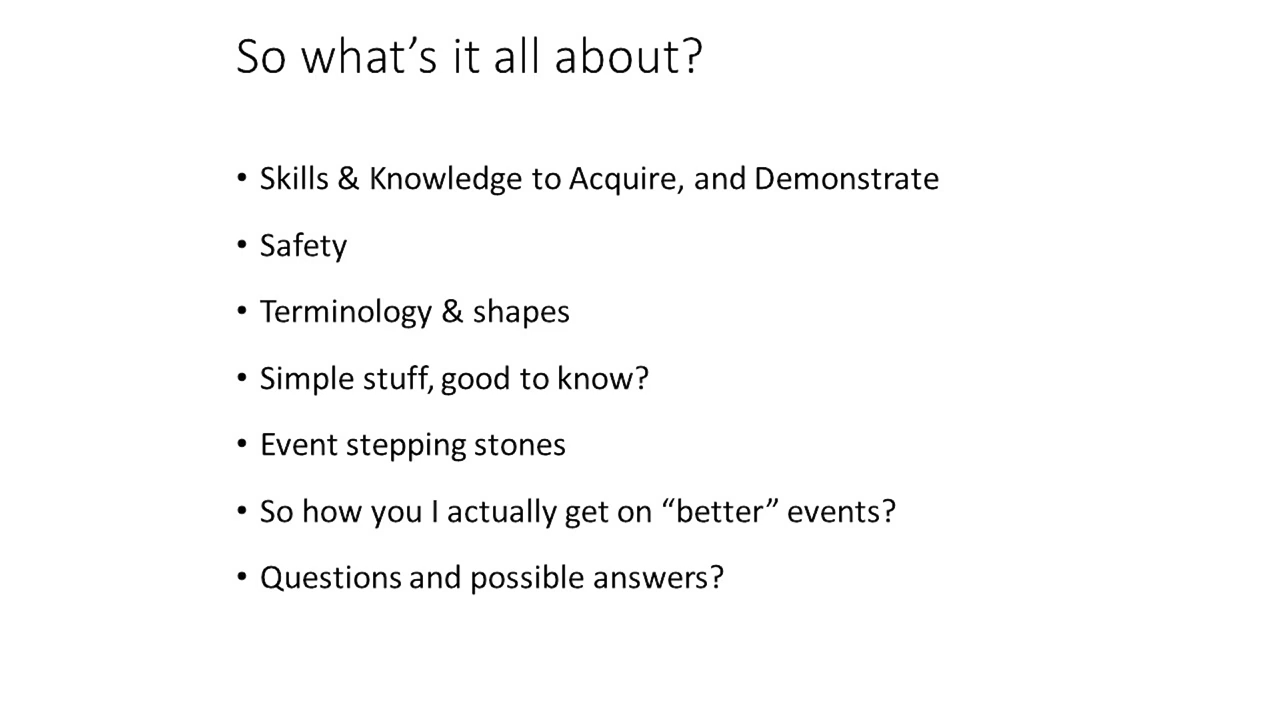 So what’s it all about?
• Skills & Knowledge to Acquire, and Demonstrate
• Safety
• Terminology & shapes
• Simple stuff, good to know?
• Event stepping stones
• So how you I actually get on “better” events?
• Questions and possible answers?